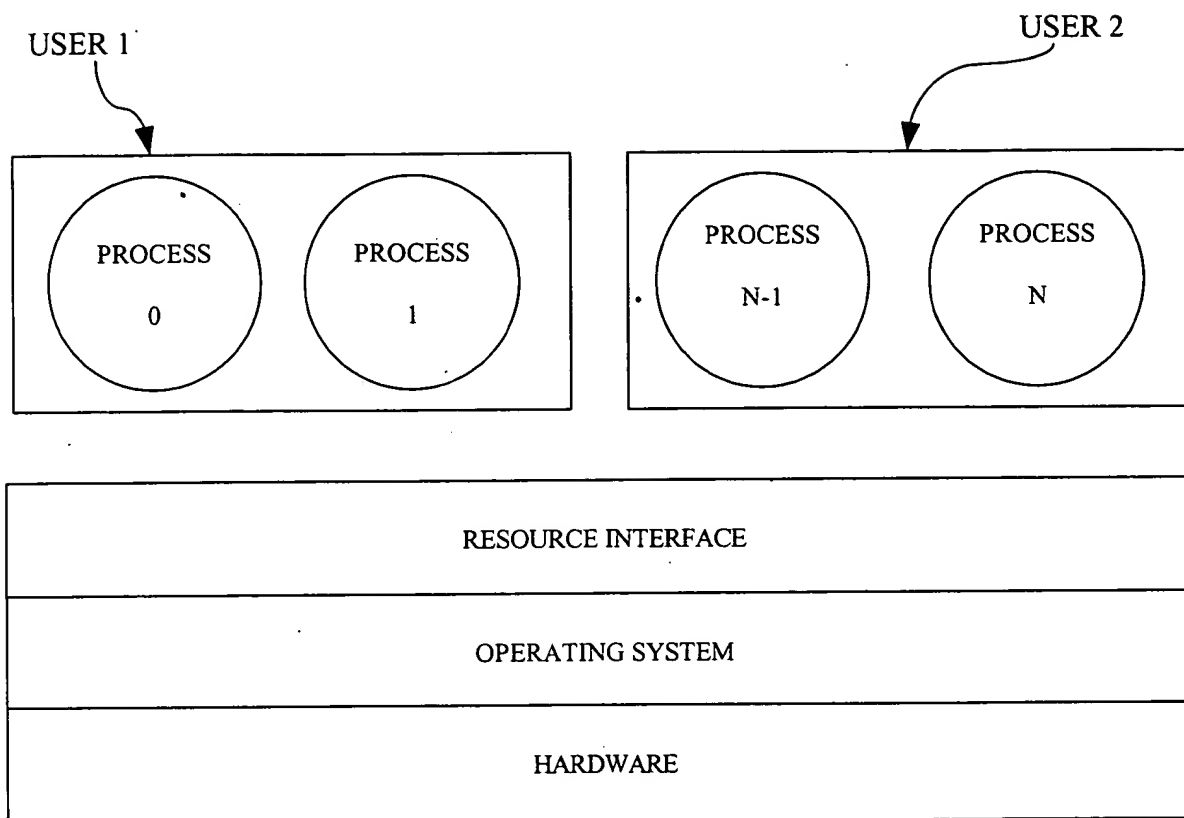 USER 1
USER 2
PROCESS
0
PROCESS
1
PROCESS
N-1
PROCESS
N
RESOURCE INTERFACE
OPERATING SYSTEM
HARDWARE